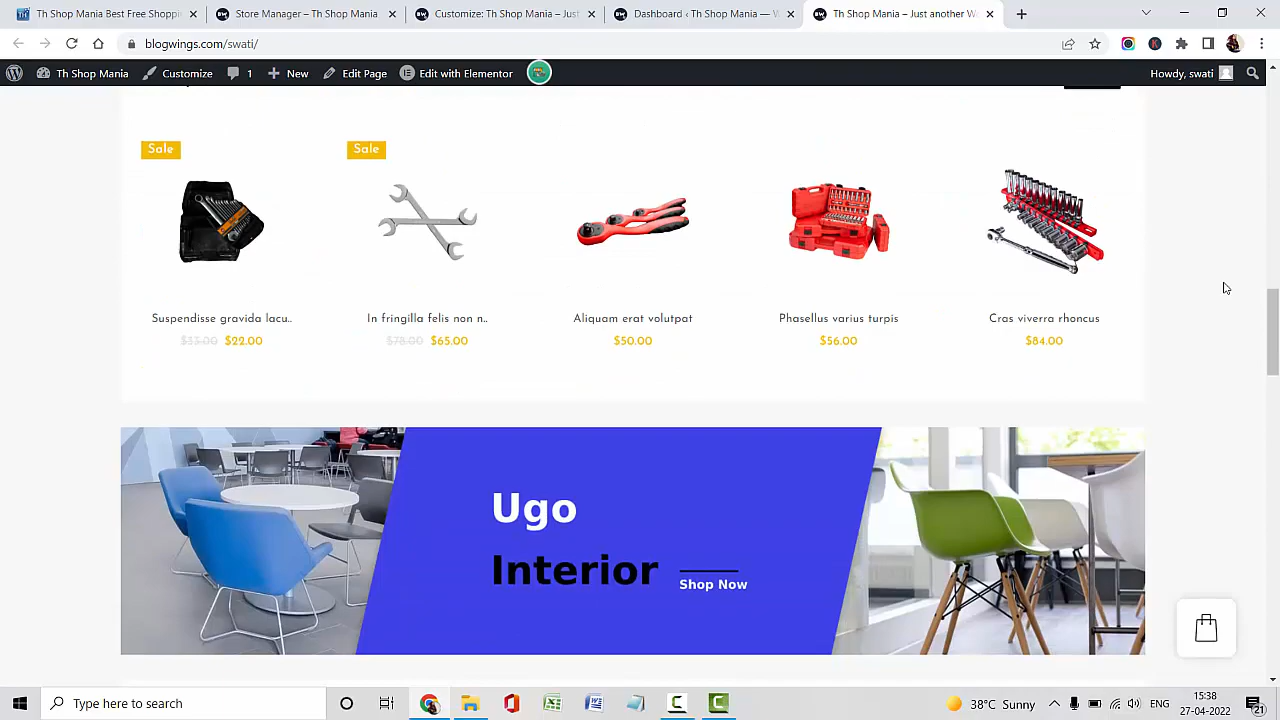 Th Shop Mania Best Free Shoppi
Store Manager – Th Shop Mania
Customize: Th Shop Mania – Just
Dashboard ‹ Th Shop Mania — W
Th Shop Mania – Just another W
blogwings.com/swati/
Th Shop Mania
Customize
1
New
Edit Page
Edit with Elementor
Howdy, swati
Sale
Sale
Suspendisse gravida lacu..
In fringilla felis non n..
Aliquam erat volutpat
Phasellus varius turpis
Cras viverra rhoncus
$13.00 $22.00
$78.00 $65.00
$50.00
$56.00
$84.00
Ugo
Interior
Shop Now
Type here to search
38°C Sunny
ENG
15:38
27-04-2022
21